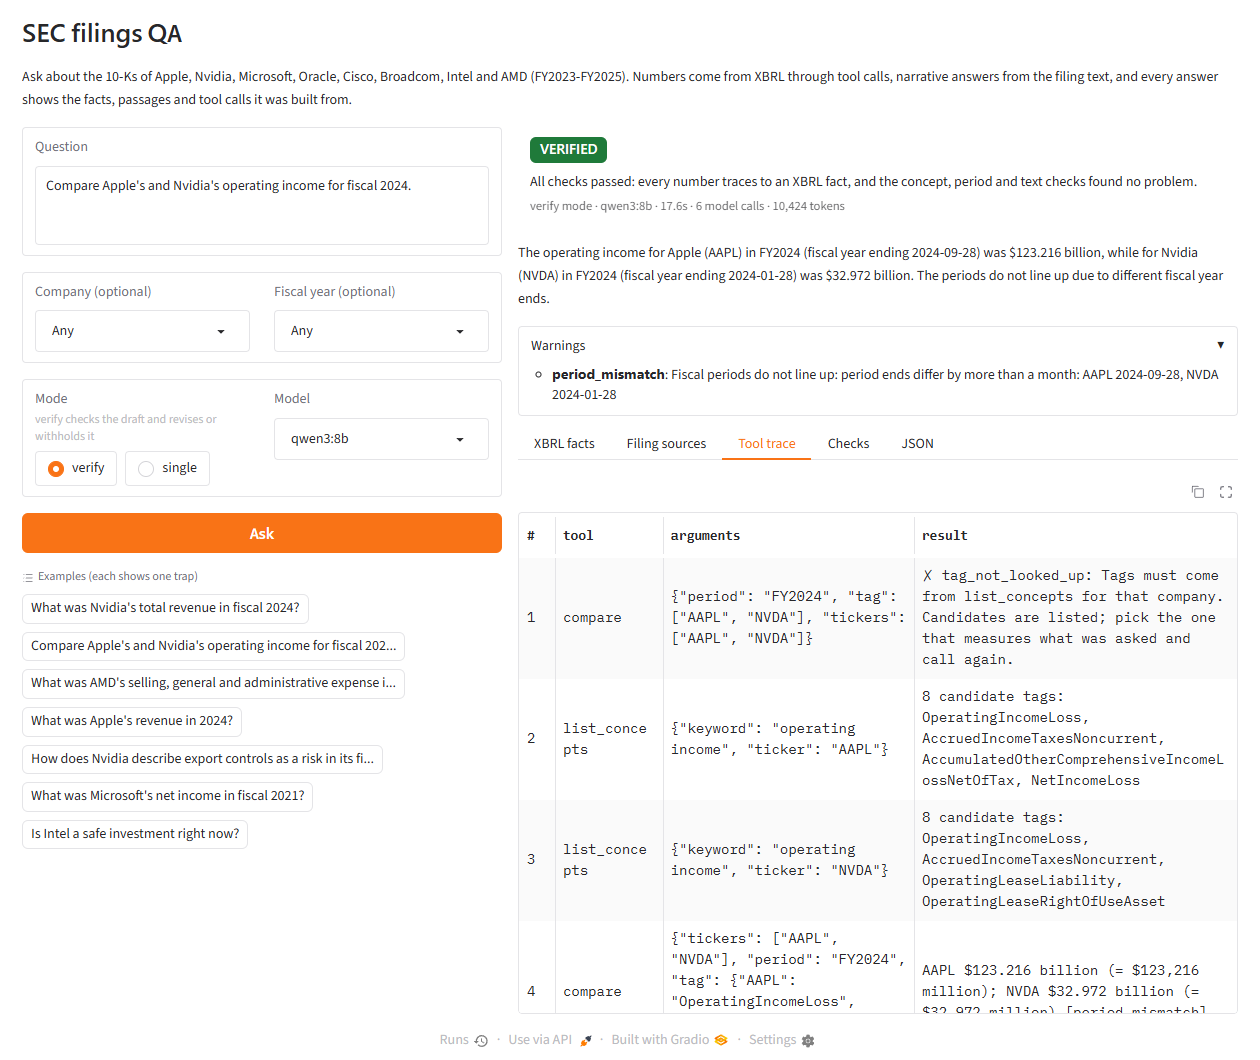 SEC filings QA
Ask about the 10-Ks of Apple, Nvidia, Microsoft, Oracle, Cisco, Broadcom, Intel and AMD (FY2023-FY2025). Numbers come from XBRL through tool calls, narrative answers from the filing text, and every answer
shows the facts, passages and tool calls it was built from.
Question
Compare Apple's and Nvidia's operating income for fiscal 2024.
Company (optional)
Fiscal year (optional)
Any
Any
Mode
verify checks the draft and revises or
withholds it
verify
single
Model
qwen3:8b
Ask
Examples (each shows one trap)
What was Nvidia's total revenue in fiscal 2024?
Compare Apple's and Nvidia's operating income for fiscal 202...
What was AMD's selling, general and administrative expense i...
What was Apple's revenue in 2024?
How does Nvidia describe export controls as a risk in its fi...
What was Microsoft's net income in fiscal 2021?
Is Intel a safe investment right now?
VERIFIED
All checks passed: every number traces to an XBRL fact, and the concept, period and text checks found no problem.
verify mode · qwen3:8b · 17.6s · 6 model calls · 10,424 tokens
The operating income for Apple (AAPL) in FY2024 (fiscal year ending 2024-09-28) was $123.216 billion, while for Nvidia
(NVDA) in FY2024 (fiscal year ending 2024-01-28) was $32.972 billion. The periods do not line up due to different fiscal year
ends.
Warnings
period_mismatch: Fiscal periods do not line up: period ends differ by more than a month: AAPL 2024-09-28, NVDA
2024-01-28
XBRL facts
Filing sources
Tool trace
Checks
JSON
# tool arguments result
1
compare
{"period": "FY2024", "tag":
["AAPL", "NVDA"], "tickers":
["AAPL", "NVDA"]}
✗ tag_not_looked_up: Tags must come
from list_concepts for that company.
Candidates are listed; pick the one
that measures what was asked and
call again.
2
list_conce
pts
{"keyword": "operating
income", "ticker": "AAPL"}
8 candidate tags:
OperatingIncomeLoss,
AccruedIncomeTaxesNoncurrent,
AccumulatedOtherComprehensiveIncomeL
ossNetOfTax, NetIncomeLoss
3
list_conce
pts
{"keyword": "operating
income", "ticker": "NVDA"}
8 candidate tags:
OperatingIncomeLoss,
AccruedIncomeTaxesNoncurrent,
OperatingLeaseLiability,
OperatingLeaseRightOfUseAsset
4
compare
{"tickers": ["AAPL",
"NVDA"], "period": "FY2024",
"tag": {"AAPL":
"OperatingIncomeLoss",
AAPL $123.216 billion (= $123,216
million); NVDA $32.972 billion (=
$32,972 million) [period_mismatch]
Runs · Use via API · Built with Gradio · Settings